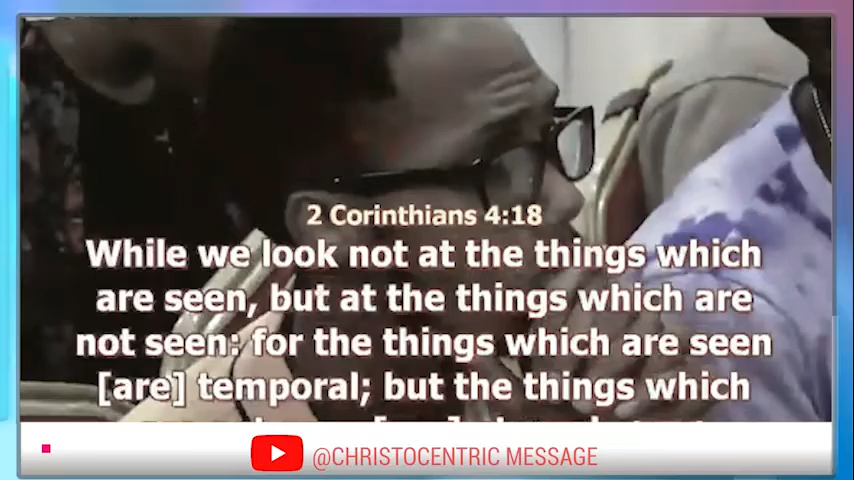 2 Corinthians 4:18
While we look not at the things which
are seen, but at the things which are
not seen: for the things which are seen
[are] temporal; but the things which
@CHRISTOCENTRIC MESSAGE